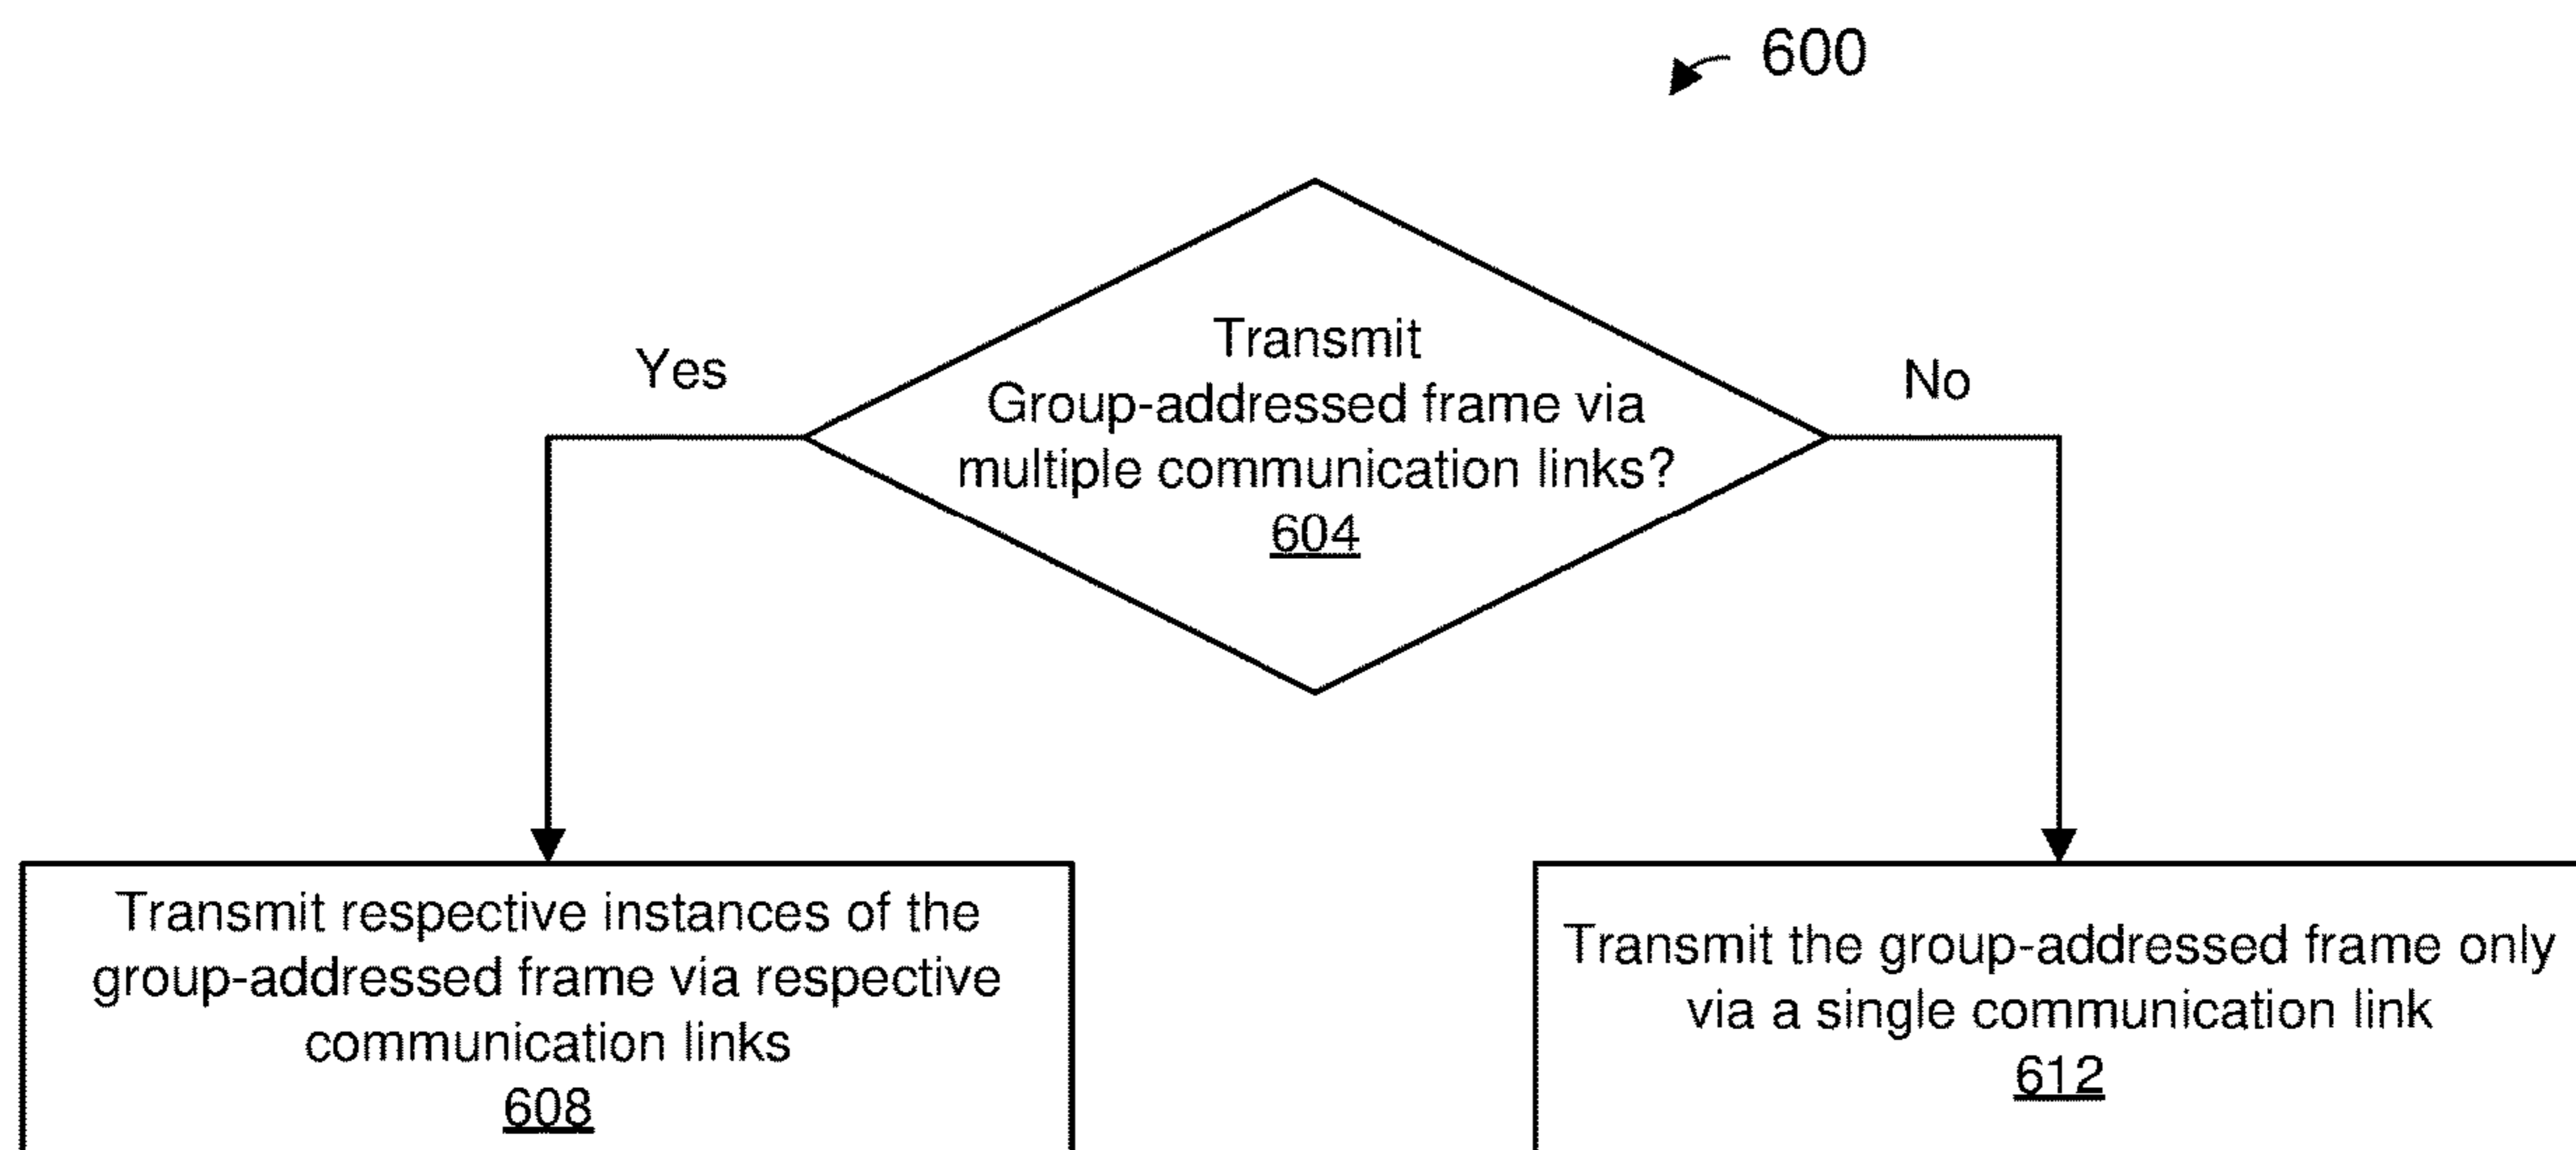 600
Transmit
Group-addressed frame via
multiple communication links?
604
Yes
No
Transmit respective instances of the
group-addressed frame via respective
communication links
608
Transmit the group-addressed frame only
via a single communication link
612